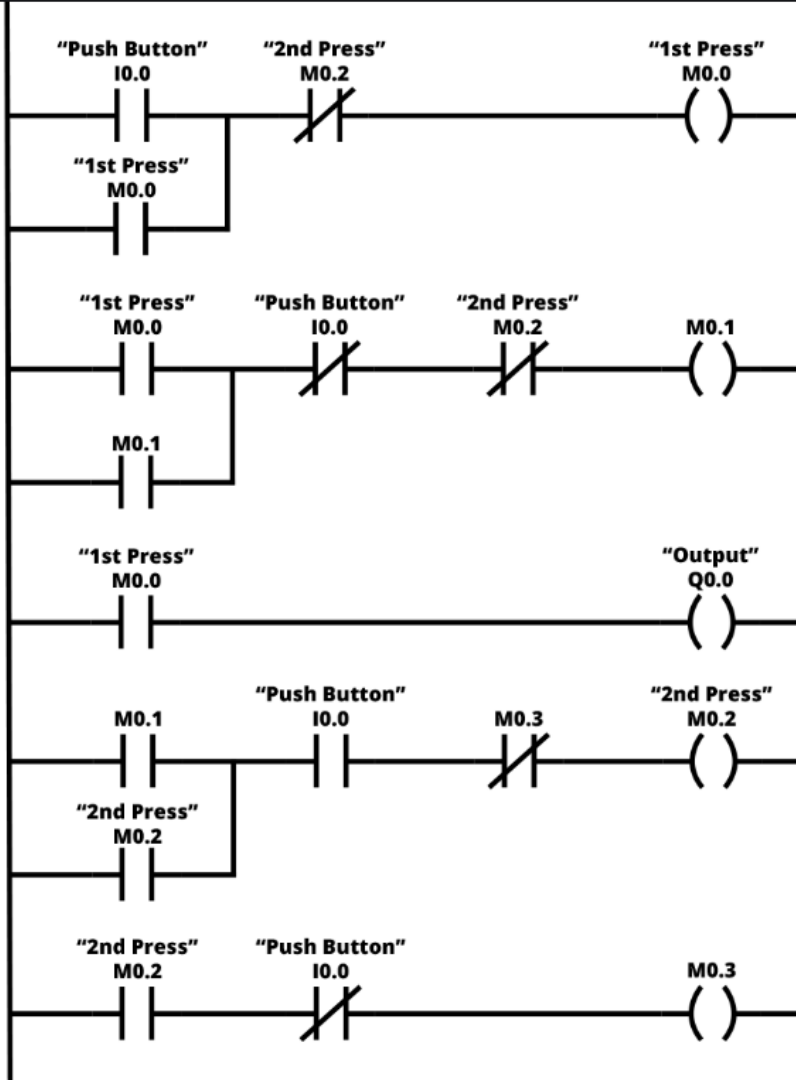 “Push Button” “2nd Press” “1st Press”
I0.0 M0.2 M0.0
“1st Press”
M0.0
“1st Press” “Push Button” “2nd Press”
M0.0 I0.0 M0.2 M0.1
M0.1
“1st Press” “Output”
M0.0 Q0.0
“Push Button” “2nd Press”
M0.1 I0.0 M0.3 M0.2
“2nd Press”
M0.2
“2nd Press” “Push Button”
M0.2 I0.0 M0.3